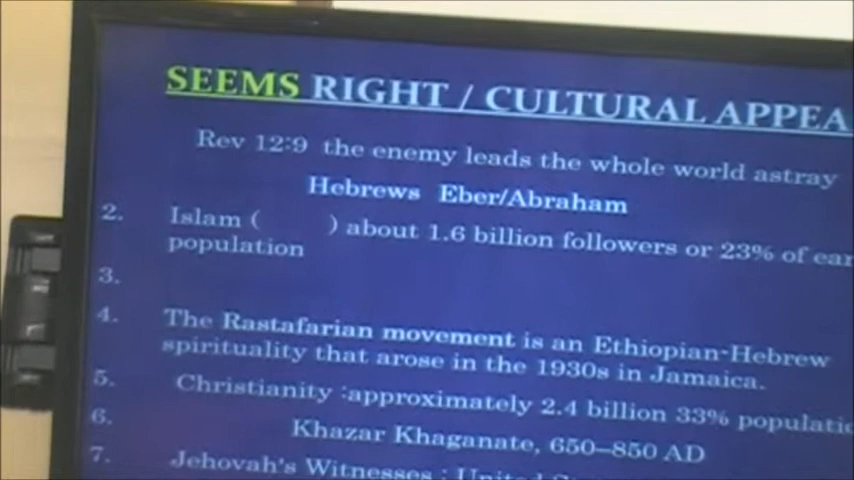 SEEMS RIGHT / CULTURAL APPEA
Rev 12:9 the enemy leads the whole world astray
Hebrews Eber/Abraham
2. Islam ( ) about 1.6 billion followers or 23% of ear
population
3.
4. The Rastafarian movement is an Ethiopian-Hebrew
spirituality that arose in the 1930s in Jamaica.
5. Christianity :approximately 2.4 billion 33% populatio
6. Khazar Khaganate, 650–850 AD
7. Jehovah's Witnesses : United